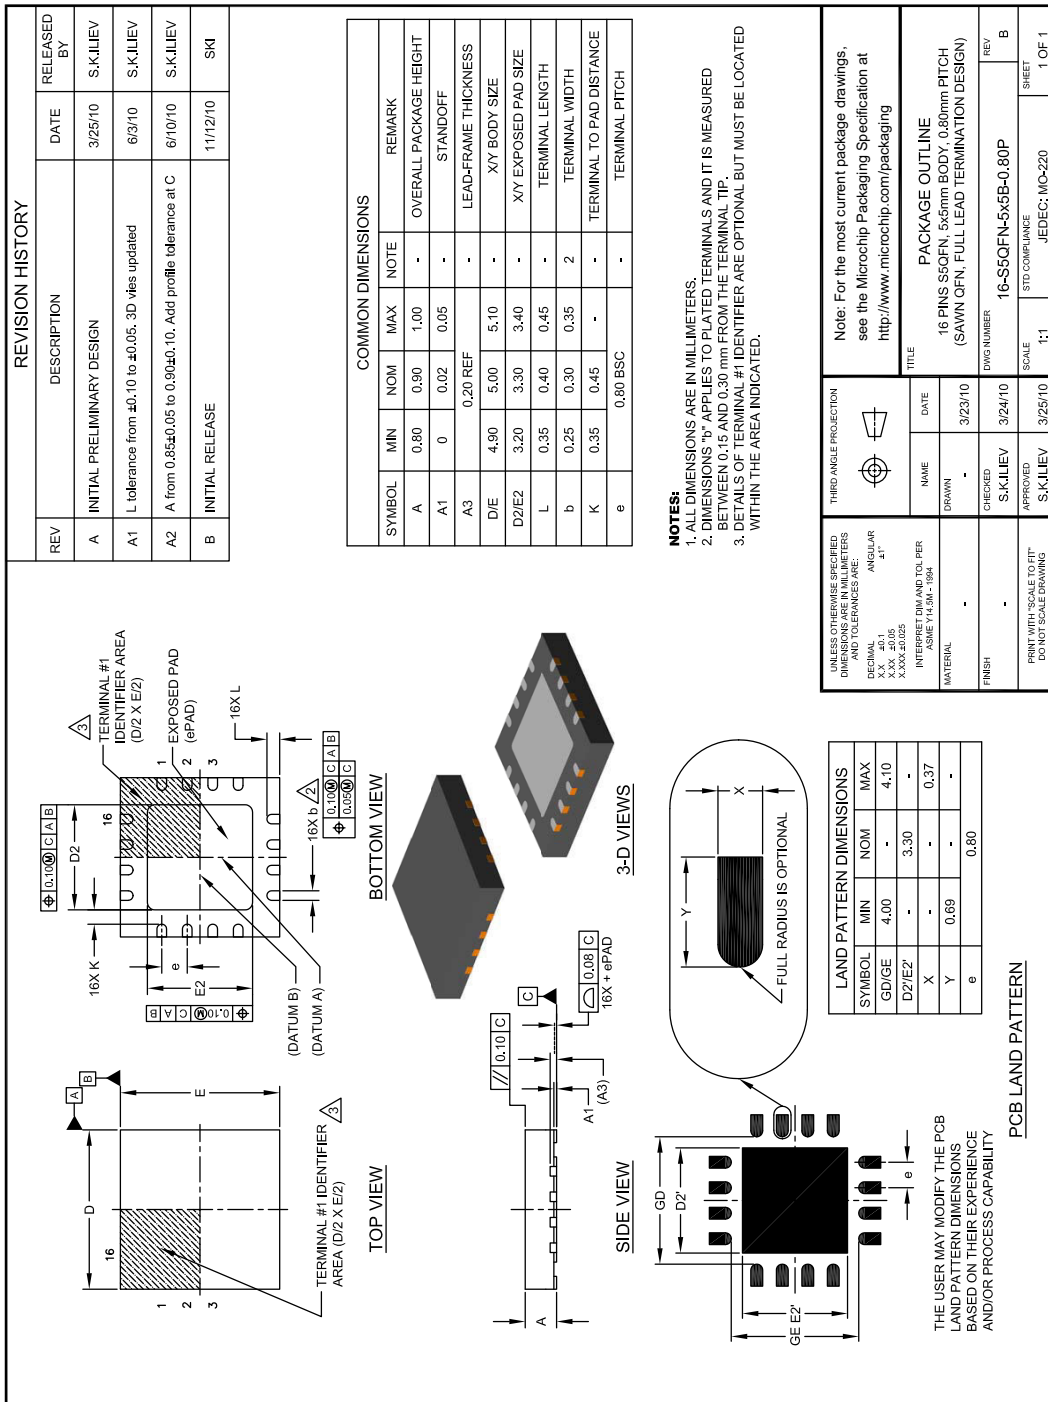 REVISION HISTORY
REV DESCRIPTION DATE RELEASED BY
A INITIAL PRELIMINARY DESIGN 3/25/10 S.K.ILIEV
A1 L tolerance from ±0.10 to ±0.05. 3D vies updated 6/3/10 S.K.ILIEV
A2 A from 0.85±0.05 to 0.90±0.10. Add profile tolerance at C 6/10/10 S.K.ILIEV
B INITIAL RELEASE 11/12/10 SKI
D
A
B
E
16
1
2
3
TERMINAL #1 IDENTIFIER
AREA (D/2 X E/2)
3
TOP VIEW
16X K
0.10 M C A B
D2
e
E2
0.10 M C A B
16
1
2
3
3
TERMINAL #1
IDENTIFIER AREA
(D/2 X E/2)
EXPOSED PAD
(ePAD)
16X L
16X b 2
0.10 M C A B
0.05 M C
(DATUM B)
(DATUM A)
BOTTOM VIEW
COMMON DIMENSIONS
SYMBOL MIN NOM MAX NOTE REMARK
A 0.80 0.90 1.00 - OVERALL PACKAGE HEIGHT
A1 0 0.02 0.05 - STANDOFF
A3 0.20 REF - LEAD-FRAME THICKNESS
D/E 4.90 5.00 5.10 - X/Y BODY SIZE
D2/E2 3.20 3.30 3.40 - X/Y EXPOSED PAD SIZE
L 0.35 0.40 0.45 - TERMINAL LENGTH
b 0.25 0.30 0.35 2 TERMINAL WIDTH
K 0.35 0.45 - - TERMINAL TO PAD DISTANCE
e 0.80 BSC - TERMINAL PITCH
A
// 0.10 C
C
0.08 C
16X + ePAD
A1
(A3)
SIDE VIEW
3-D VIEWS
NOTES:
1. ALL DIMENSIONS ARE IN MILLIMETERS.
2. DIMENSIONS "b" APPLIES TO PLATED TERMINALS AND IT IS MEASURED
BETWEEN 0.15 AND 0.30 mm FROM THE TERMINAL TIP.
3. DETAILS OF TERMINAL #1 IDENTIFIER ARE OPTIONAL BUT MUST BE LOCATED
WITHIN THE AREA INDICATED.
GD
D2'
GE E2'
e
Y
X
FULL RADIUS IS OPTIONAL
THE USER MAY MODIFY THE PCB
LAND PATTERN DIMENSIONS
BASED ON THEIR EXPERIENCE
AND/OR PROCESS CAPABILITY
LAND PATTERN DIMENSIONS
SYMBOL MIN NOM MAX
GD/GE 4.00 - 4.10
D2'/E2' - 3.30 -
X - - 0.37
Y 0.69 - -
e 0.80
PCB LAND PATTERN
UNLESS OTHERWISE SPECIFIED
DIMENSIONS ARE IN MILLIMETERS
AND TOLERANCES ARE:
DECIMAL ANGULAR
X.X ±0.1 ±1°
X.XX ±0.05
X.XXX ±0.025
INTERPRET DIM AND TOL PER
ASME Y14.5M - 1994
MATERIAL
-
FINISH
-
PRINT WITH "SCALE TO FIT"
DO NOT SCALE DRAWING
THIRD ANGLE PROJECTION
NAME DATE
DRAWN
- 3/23/10
CHECKED
S.K.ILIEV 3/24/10
APPROVED
S.K.ILIEV 3/25/10
Note: For the most current package drawings,
see the Microchip Packaging Specification at
http://www.microchip.com/packaging
TITLE
PACKAGE OUTLINE
16 PINS S5QFN, 5x5mm BODY, 0.80mm PITCH
(SAWN QFN, FULL LEAD TERMINATION DESIGN)
DWG NUMBER
16-S5QFN-5x5B-0.80P
REV
B
SCALE
1:1
STD COMPLIANCE
JEDEC: MO-220
SHEET
1 OF 1